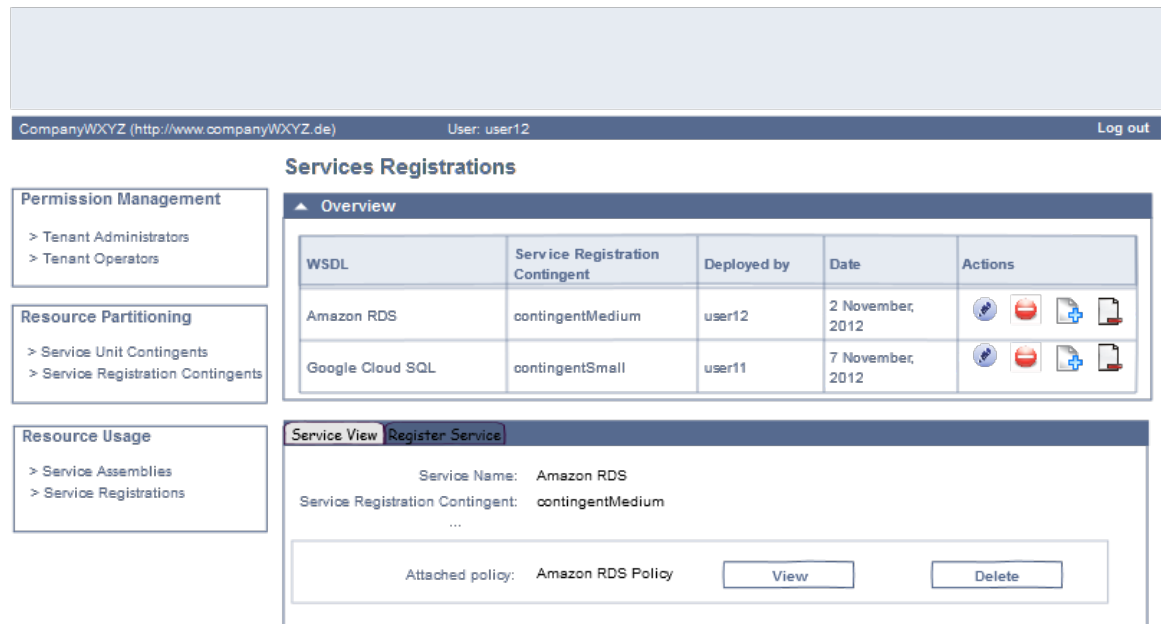 CompanyWXYZ (http://www.companyWXYZ.de) User: user12 Log out
Services Registrations
Permission Management
> Tenant Administrators
> Tenant Operators
Resource Partitioning
> Service Unit Contingents
> Service Registration Contingents
Resource Usage
> Service Assemblies
> Service Registrations
Overview
WSDL Service Registration Contingent Deployed by Date Actions
Amazon RDS contingentMedium user12 2 November, 2012
Google Cloud SQL contingentSmall user11 7 November, 2012
Service View Register Service
Service Name: Amazon RDS
Service Registration Contingent: contingentMedium
...
Attached policy: Amazon RDS Policy View Delete